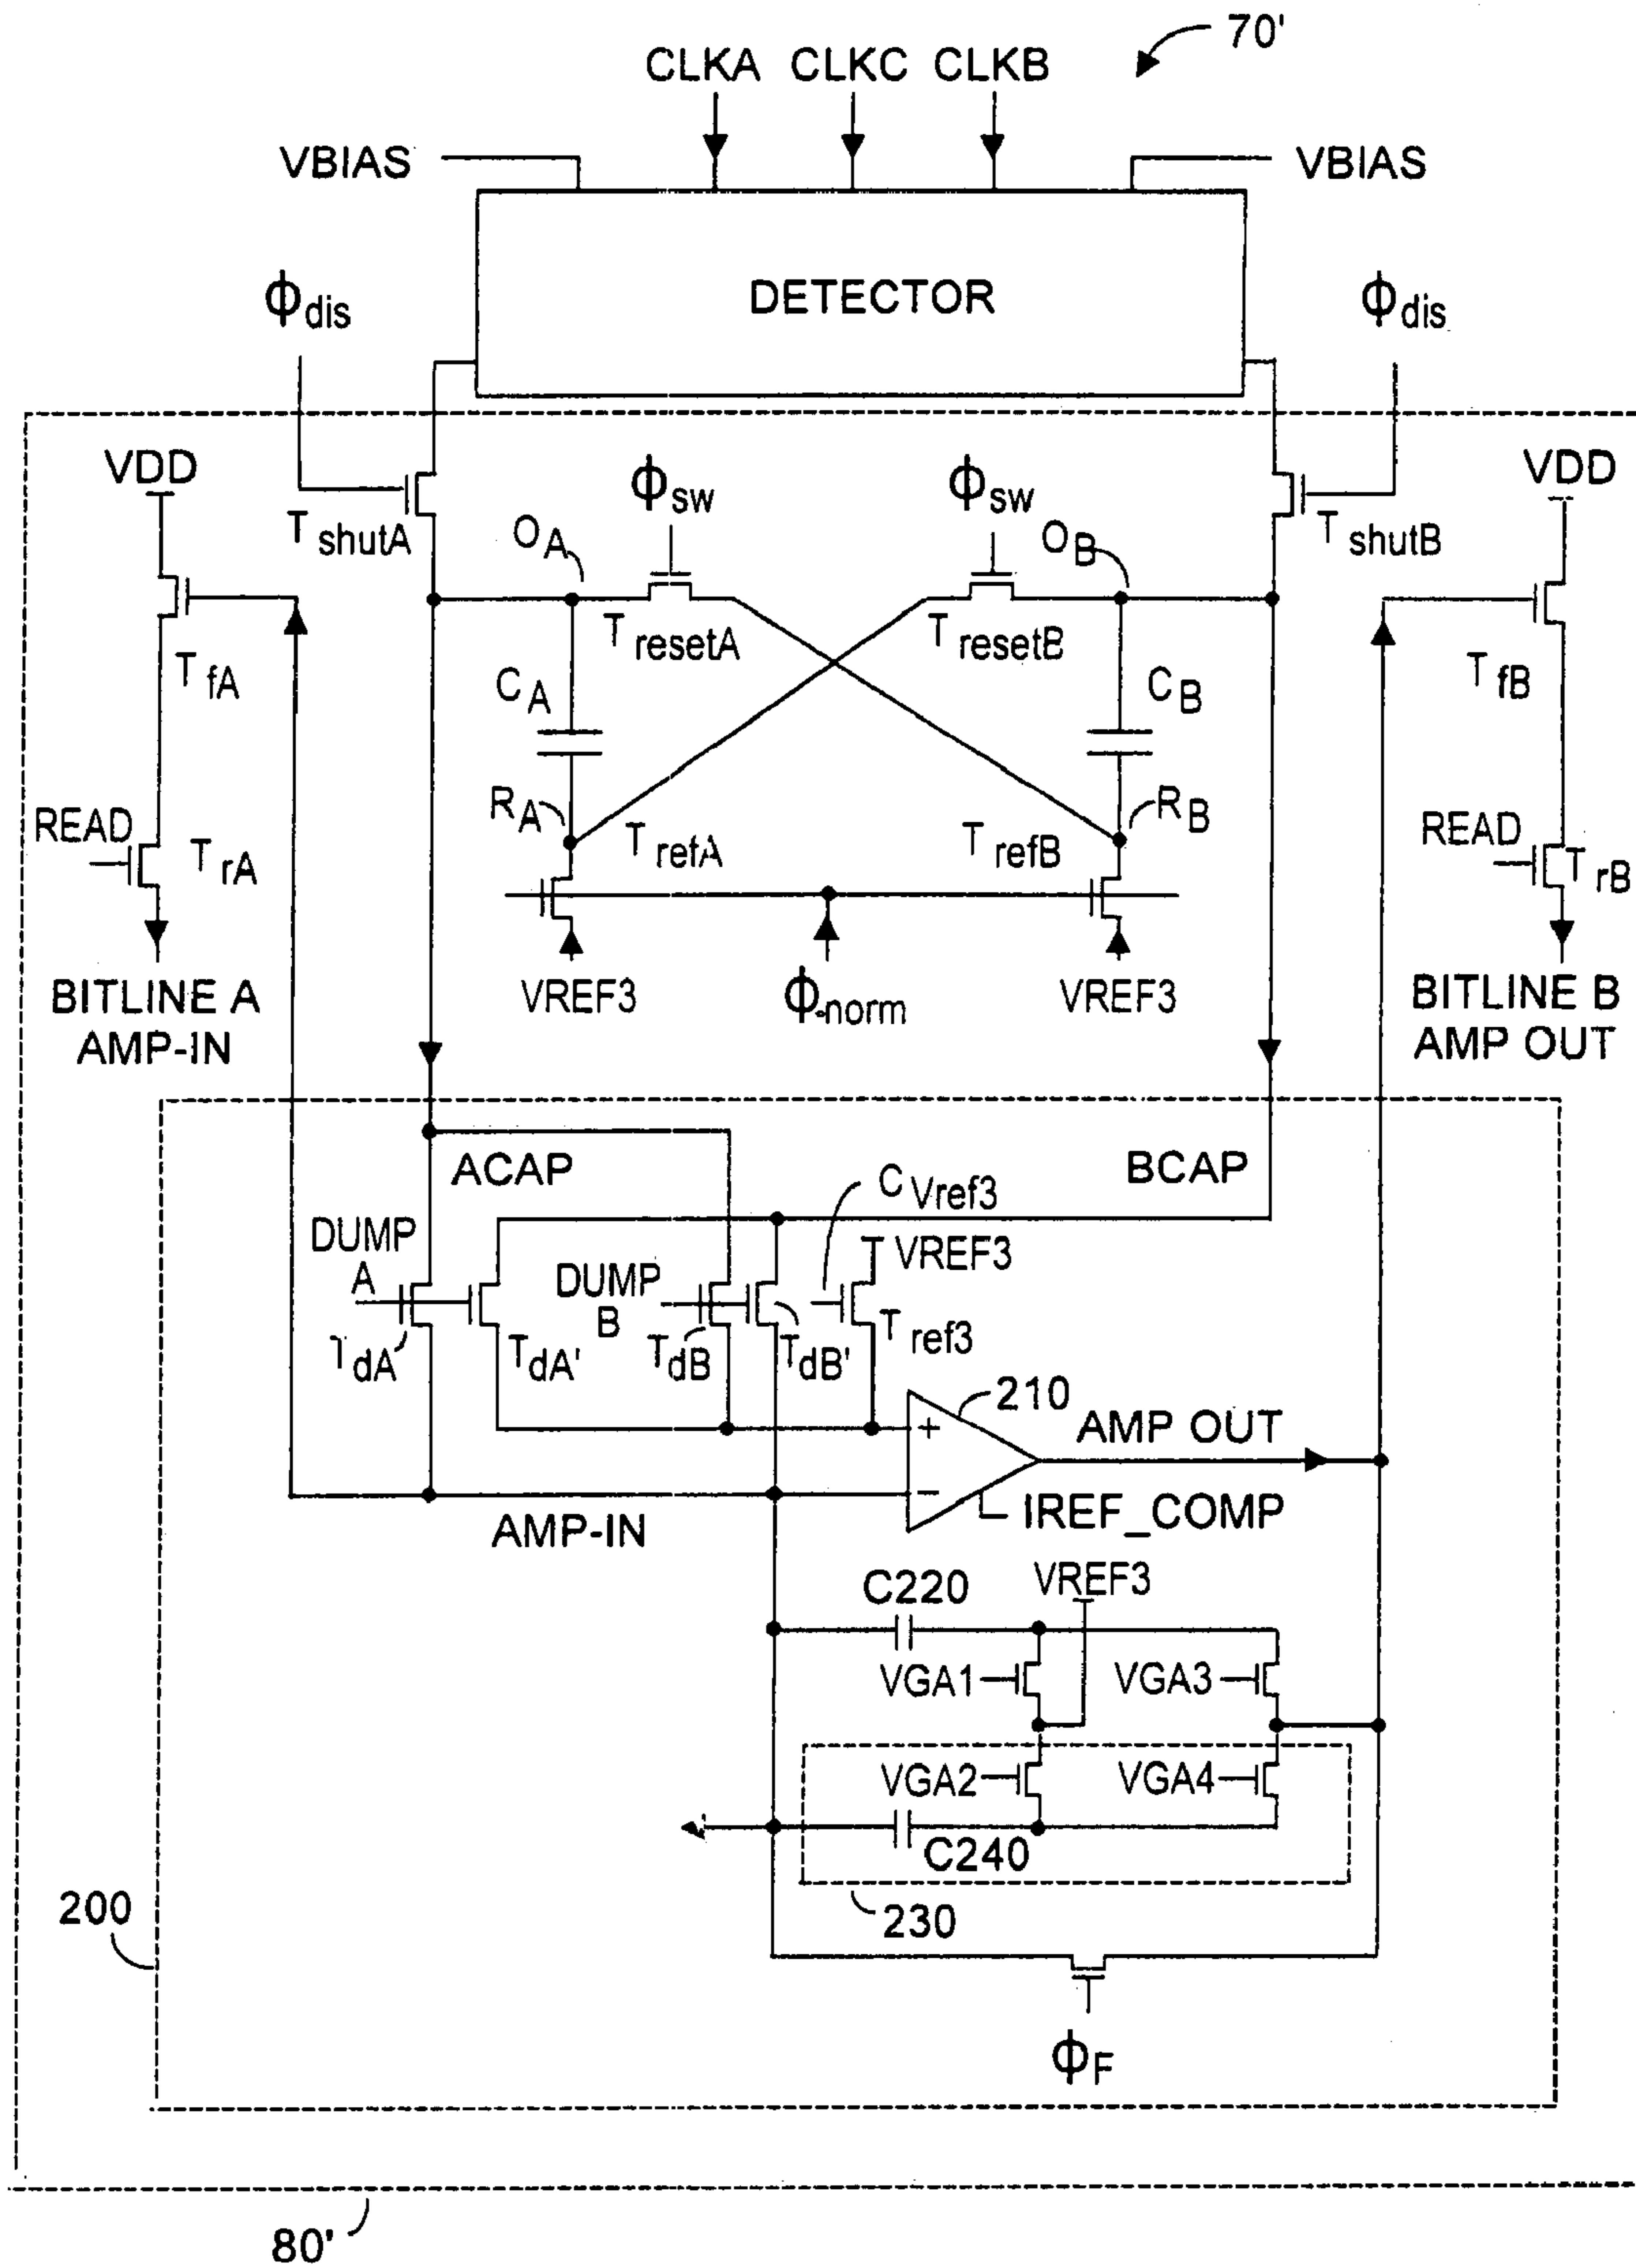 70'
CLKA CLKC CLKB
VBIAS
VBIAS
DETECTOR
ϕdis
ϕdis
VDD
VDD
ϕsw
ϕsw
TshutA
OA
OB
TshutB
TresetA
TresetB
TfA
CA
CB
TfB
RA
RB
READ
TrA
TrefA
TrefB
READ
TrB
VREF3
ϕnorm
VREF3
BITLINE A
AMP-IN
BITLINE B
AMP OUT
ACAP
BCAP
CVref3
DUMP
A
VREF3
DUMP
B
TdA
TdA'
TdB
TdB'
Tref3
210
+
AMP OUT
−
IREF_COMP
AMP-IN
C220
VREF3
VGA1
VGA3
VGA2
VGA4
C240
230
200
ϕF
80'